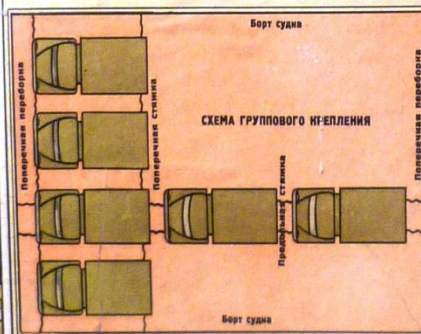 Борт судна
Поперечная переборка
Поперечная стяжка
СХЕМА ГРУППОВОГО КРЕПЛЕНИЯ
Продольная стяжка
Поперечная переборка
Борт судна